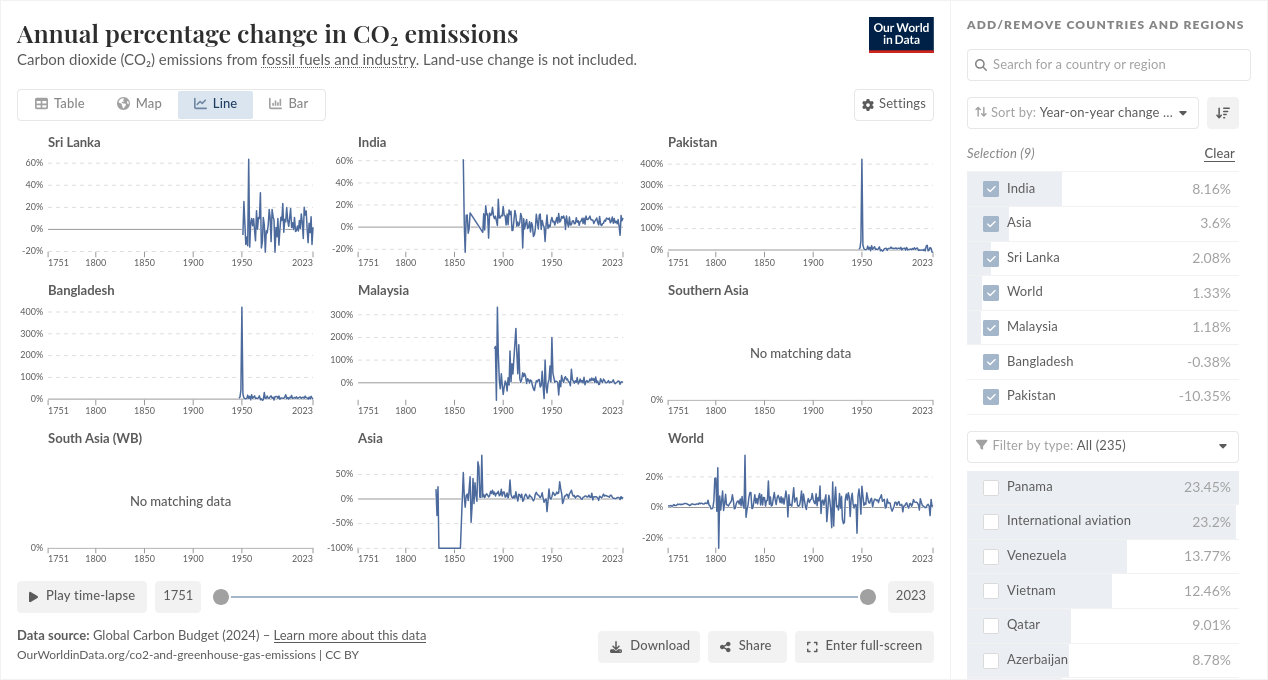 Annual percentage change in CO₂ emissions
Carbon dioxide (CO₂) emissions from fossil fuels and industry. Land-use change is not included.
Our World
in Data
Table Map Line Bar
Settings
Sri Lanka
60%
40%
20%
0%
-20%
1751 1800 1850 1900 1950 2023
India
60%
40%
20%
0%
-20%
1751 1800 1850 1900 1950 2023
Pakistan
400%
300%
200%
100%
0%
1751 1800 1850 1900 1950 2023
Bangladesh
400%
300%
200%
100%
0%
1751 1800 1850 1900 1950 2023
Malaysia
300%
200%
100%
0%
1751 1800 1850 1900 1950 2023
Southern Asia
No matching data
0%
1751 1800 1850 1900 1950 2023
South Asia (WB)
No matching data
0%
1751 1800 1850 1900 1950 2023
Asia
50%
0%
-50%
-100%
1751 1800 1850 1900 1950 2023
World
20%
0%
-20%
1751 1800 1850 1900 1950 2023
Play time-lapse 1751 2023
Data source: Global Carbon Budget (2024) – Learn more about this data
OurWorldinData.org/co2-and-greenhouse-gas-emissions | CC BY
Download Share Enter full-screen
ADD/REMOVE COUNTRIES AND REGIONS
Search for a country or region
Sort by: Year-on-year change ...
Selection (9) Clear
India 8.16%
Asia 3.6%
Sri Lanka 2.08%
World 1.33%
Malaysia 1.18%
Bangladesh -0.38%
Pakistan -10.35%
Filter by type: All (235)
Panama 23.45%
International aviation 23.2%
Venezuela 13.77%
Vietnam 12.46%
Qatar 9.01%
Azerbaijan 8.78%